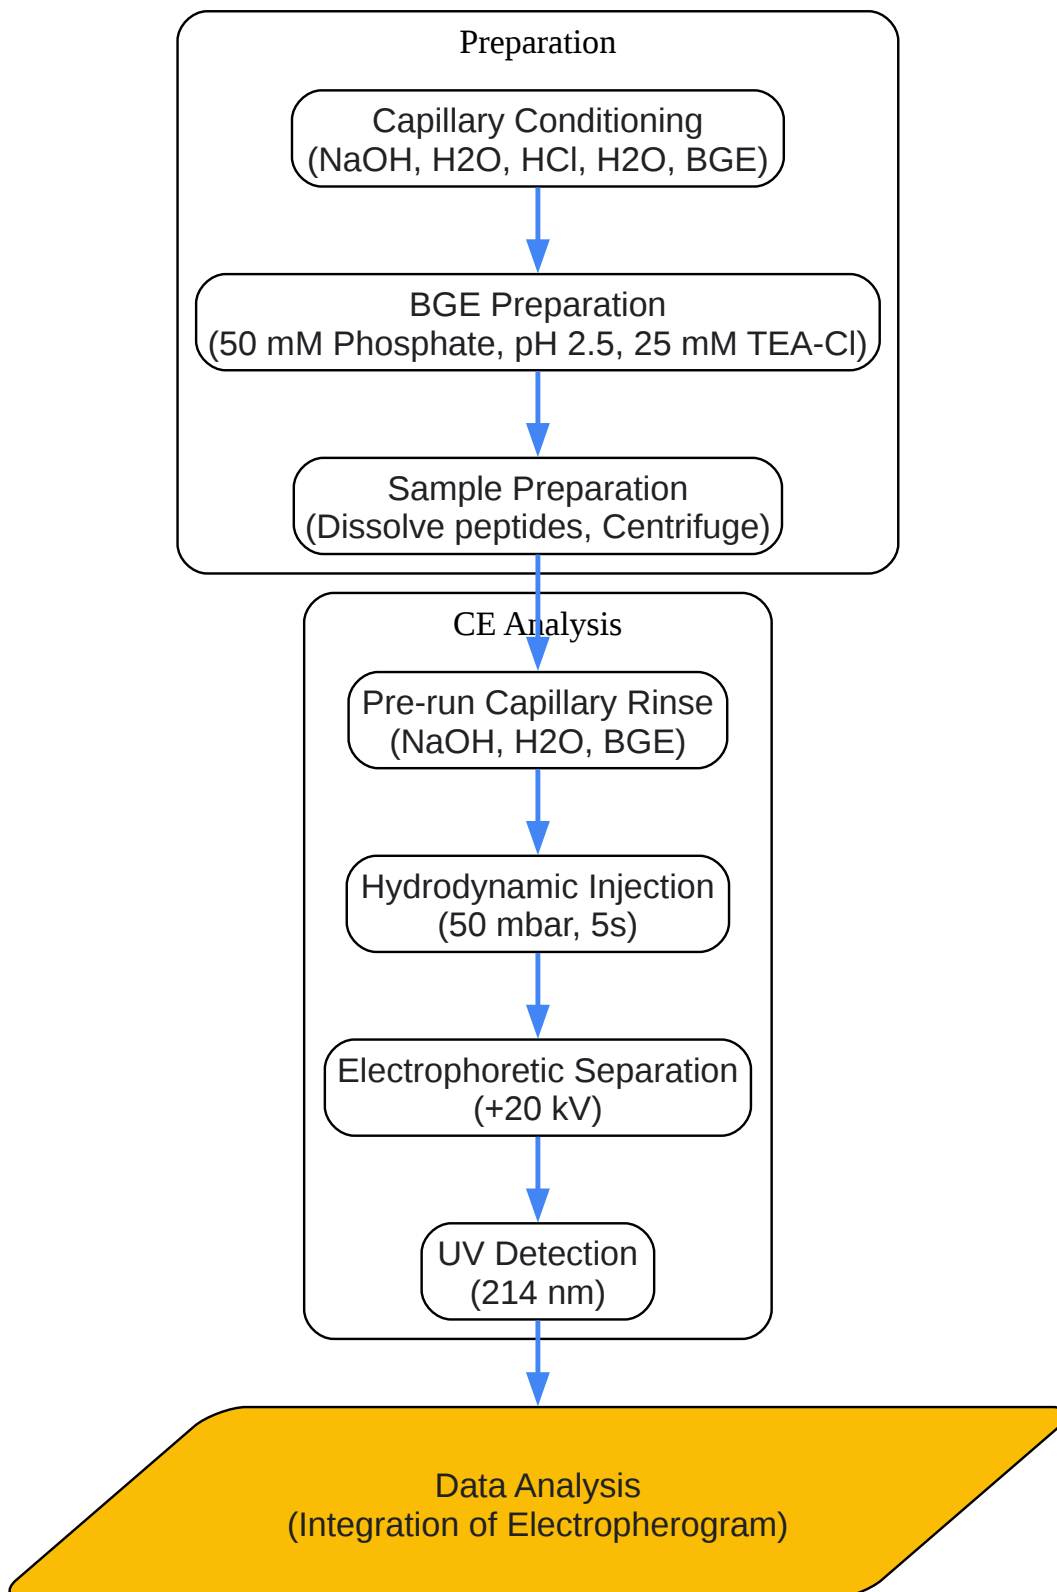 Preparation
Capillary Conditioning
(NaOH, H2O, HCl, H2O, BGE)
BGE Preparation
(50 mM Phosphate, pH 2.5, 25 mM TEA-Cl)
Sample Preparation
(Dissolve peptides, Centrifuge)
CE Analysis
Pre-run Capillary Rinse
(NaOH, H2O, BGE)
Hydrodynamic Injection
(50 mbar, 5s)
Electrophoretic Separation
(+20 kV)
UV Detection
(214 nm)
Data Analysis
(Integration of Electropherogram)